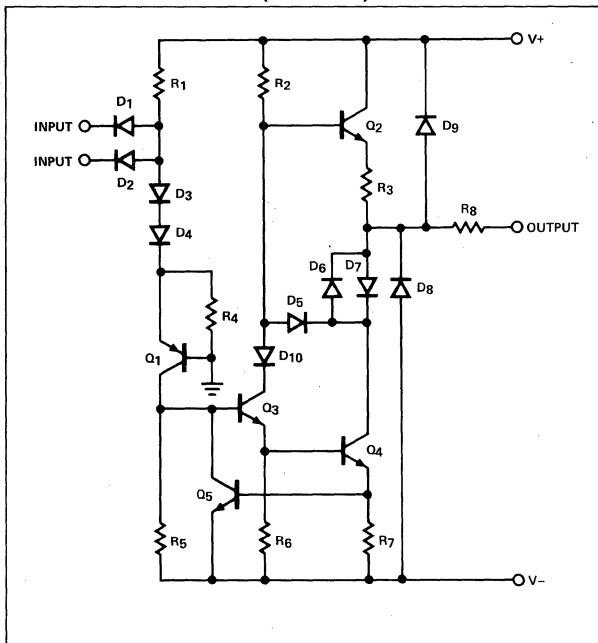 V+
R1
R2
D1
INPUT
Q2
D9
INPUT
D2
R3
D3
R8
OUTPUT
D4
D6
D7
D8
D5
R4
Q1
D10
Q3
Q4
Q5
R5
R6
R7
V−